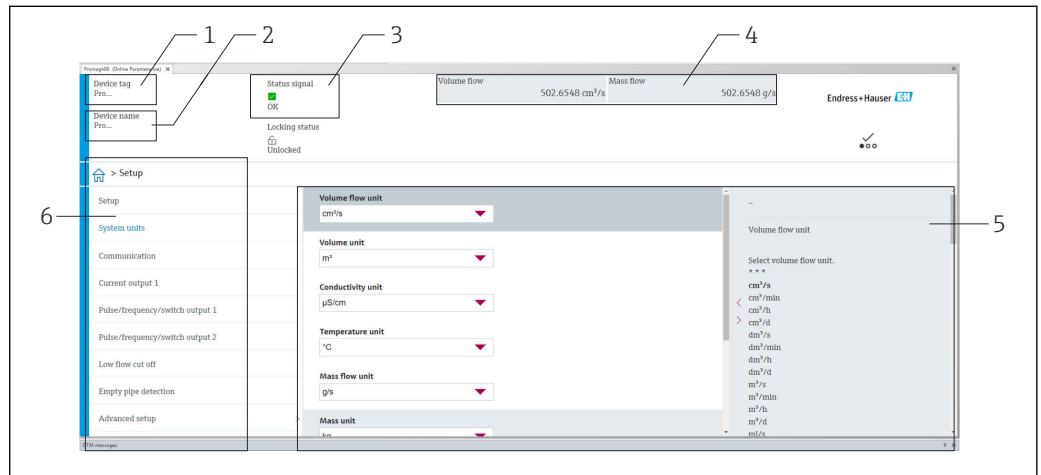 1
2
3
4
Promag400 (Online Parameterize) X
Device tag
Pro...
Status signal
OK
Volume flow
502.6548 cm³/s
Mass flow
502.6548 g/s
Endress+Hauser EH
Device name
Pro...
Locking status
Unlocked
> Setup
6
5
Setup
System units
Communication
Current output 1
Pulse/frequency/switch output 1
Pulse/frequency/switch output 2
Low flow cut off
Empty pipe detection
Advanced setup
Volume flow unit
cm³/s
Volume unit
m³
Conductivity unit
µS/cm
Temperature unit
°C
Mass flow unit
g/s
Mass unit
kg
..
Volume flow unit
Select volume flow unit.
* * *
cm³/s
cm³/min
cm³/h
cm³/d
dm³/s
dm³/min
dm³/h
dm³/d
m³/s
m³/min
m³/h
m³/d
ml/s
DTM messages